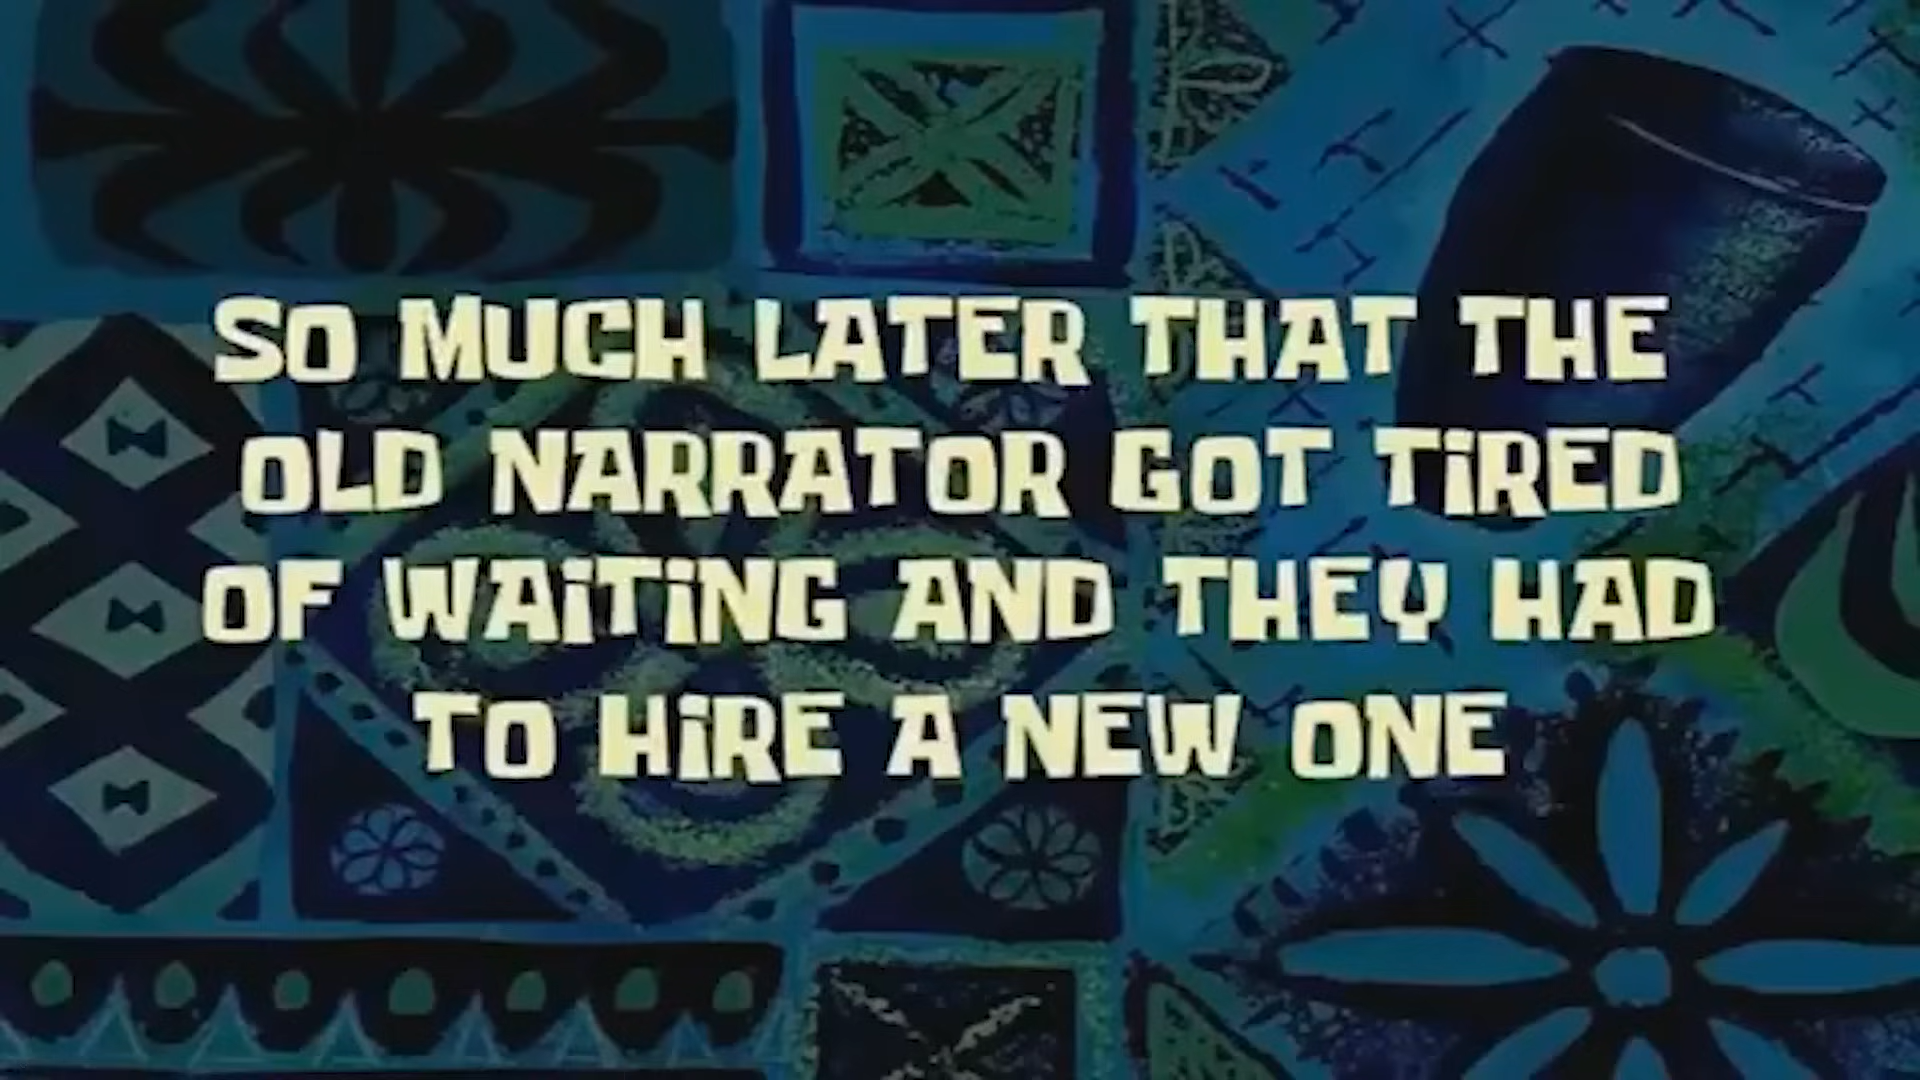 SO MUCH LATER THAT THE
OLD NARRATOR GOT TiRED
OF WAiTiNG AND THEY HAD
TO HiRE A NEW ONE